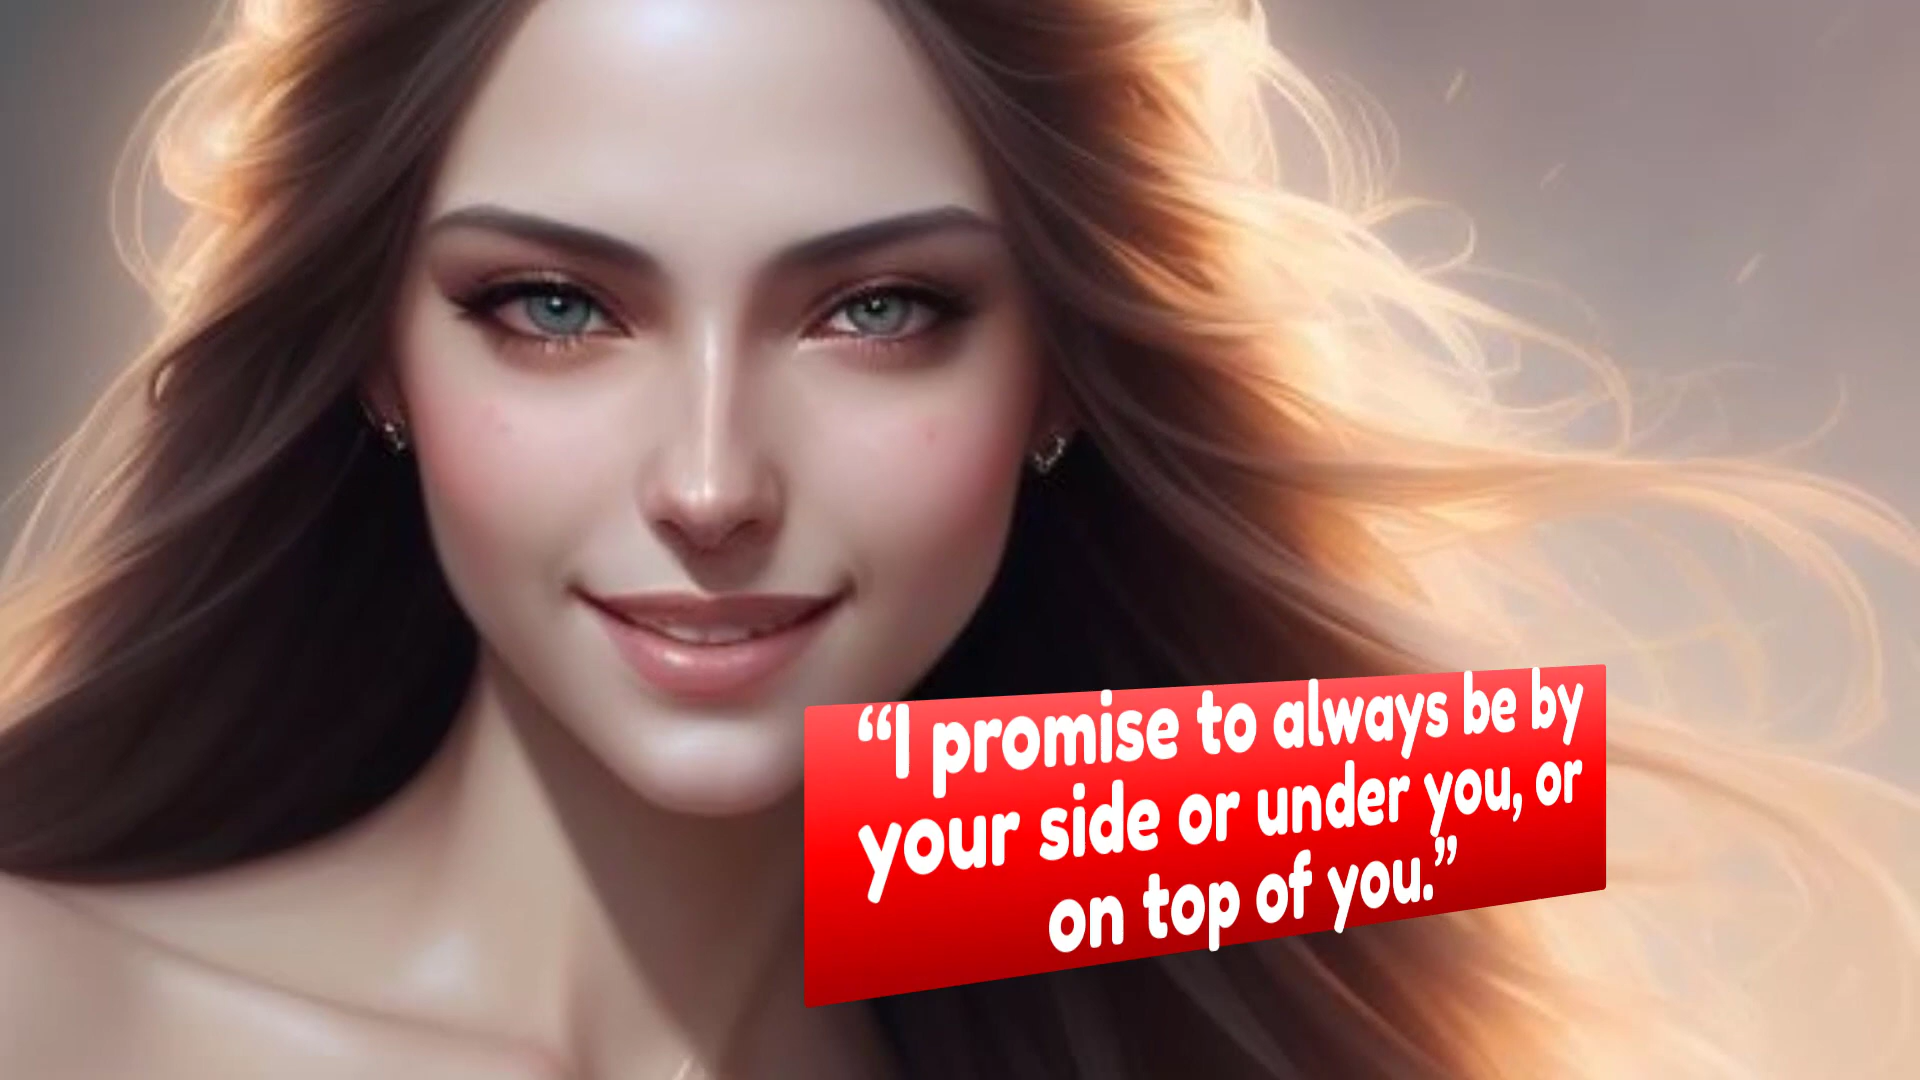 “I promise to always be by
your side or under you, or
on top of you.”